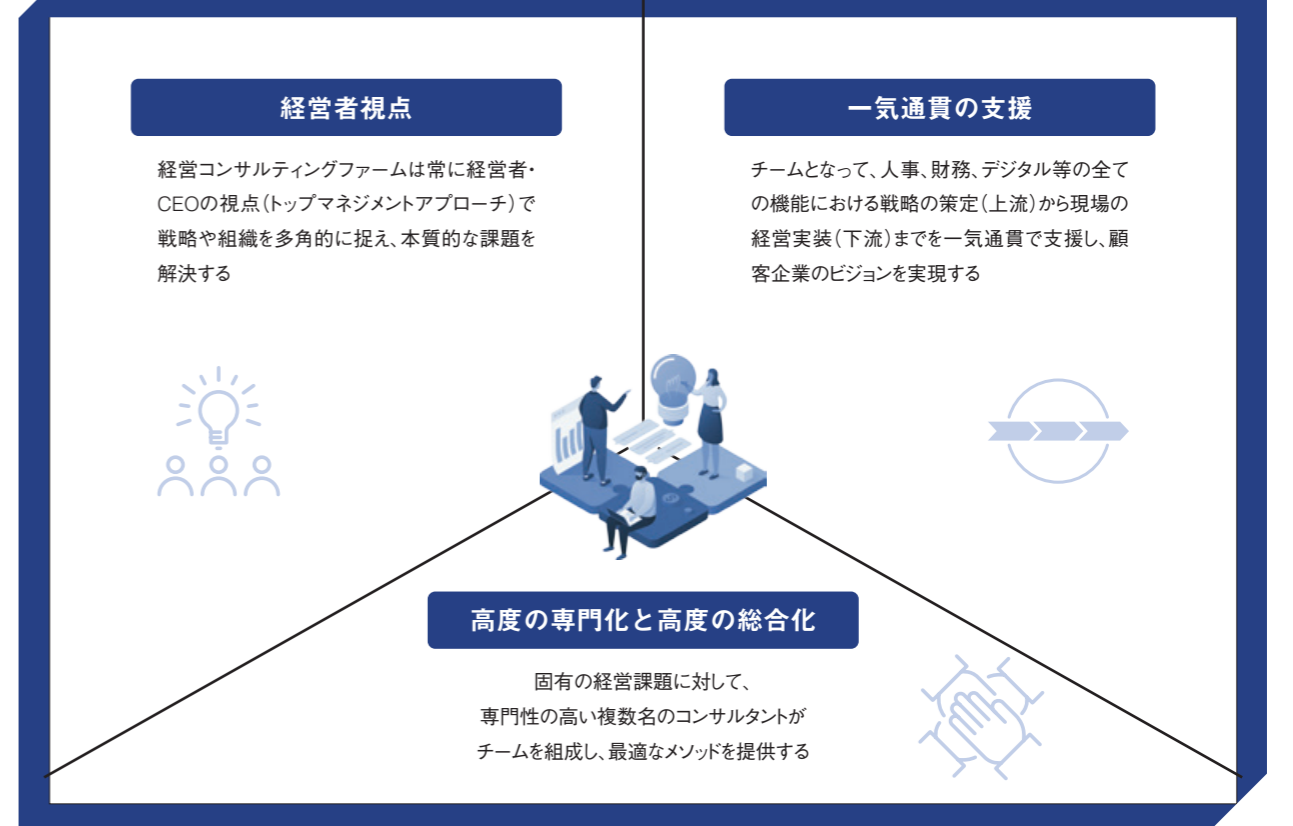 経営者視点
経営コンサルティングファームは常に経営者・
CEOの視点（トップマネジメントアプローチ）で
戦略や組織を多角的に捉え、本質的な課題を
解決する
一気通貫の支援
チームとなって、人事、財務、デジタル等の全て
の機能における戦略の策定（上流）から現場の
経営実装（下流）までを一気通貫で支援し、顧
客企業のビジョンを実現する
高度の専門化と高度の総合化
固有の経営課題に対して、
専門性の高い複数名のコンサルタントが
チームを組成し、最適なメソッドを提供する